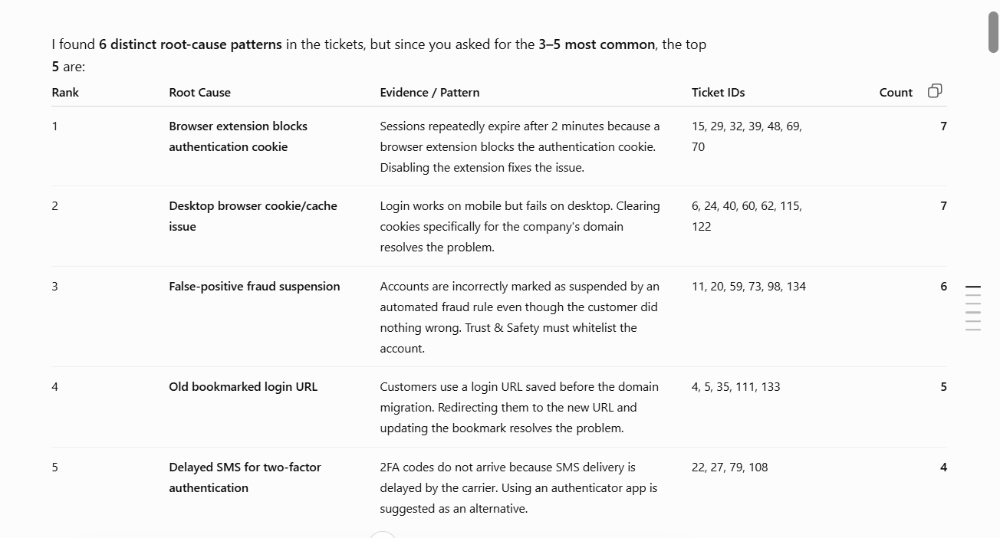 I found 6 distinct root-cause patterns in the tickets, but since you asked for the 3–5 most common, the top
5 are:
Rank Root Cause Evidence / Pattern Ticket IDs Count
1 Browser extension blocks Sessions repeatedly expire after 2 minutes because a 15, 29, 32, 39, 48, 69, 7
authentication cookie browser extension blocks the authentication cookie. 70
Disabling the extension fixes the issue.
2 Desktop browser cookie/cache Login works on mobile but fails on desktop. Clearing 6, 24, 40, 60, 62, 115, 7
issue cookies specifically for the company's domain 122
resolves the problem.
3 False-positive fraud suspension Accounts are incorrectly marked as suspended by an 11, 20, 59, 73, 98, 134 6
automated fraud rule even though the customer did
nothing wrong. Trust & Safety must whitelist the
account.
4 Old bookmarked login URL Customers use a login URL saved before the domain 4, 5, 35, 111, 133 5
migration. Redirecting them to the new URL and
updating the bookmark resolves the problem.
5 Delayed SMS for two-factor 2FA codes do not arrive because SMS delivery is 22, 27, 79, 108 4
authentication delayed by the carrier. Using an authenticator app is
suggested as an alternative.